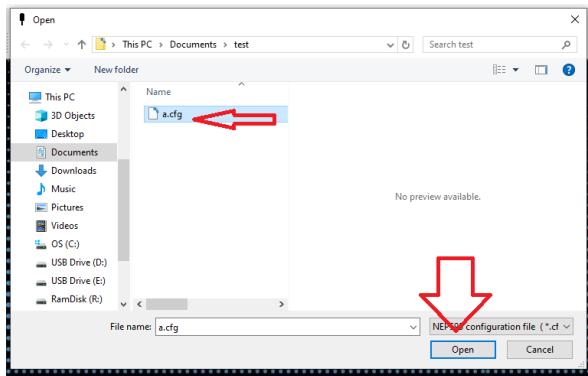 Open
This PC > Documents > test
Search test
Organize
New folder
Name
This PC
3D Objects
Desktop
Documents
Downloads
Music
Pictures
Videos
OS (C:)
USB Drive (D:)
USB Drive (E:)
RamDisk (R:)
a.cfg
No preview available.
File name: a.cfg
configuration file ( *.cf
Open
Cancel